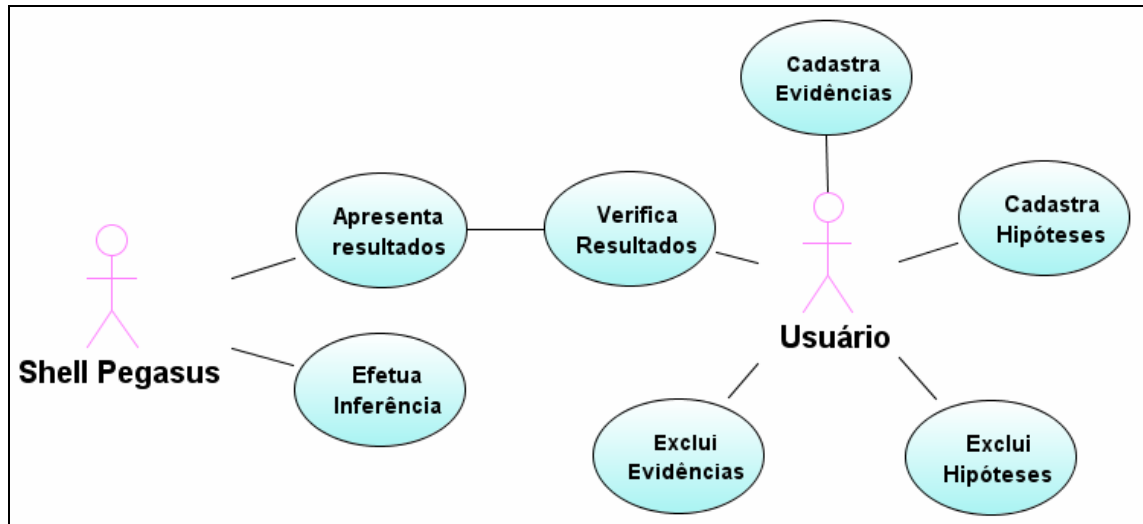 Cadastra
Evidências
Apresenta
resultados
Verifica
Resultados
Cadastra
Hipóteses
Shell Pegasus
Usuário
Efetua
Inferência
Exclui
Evidências
Exclui
Hipóteses